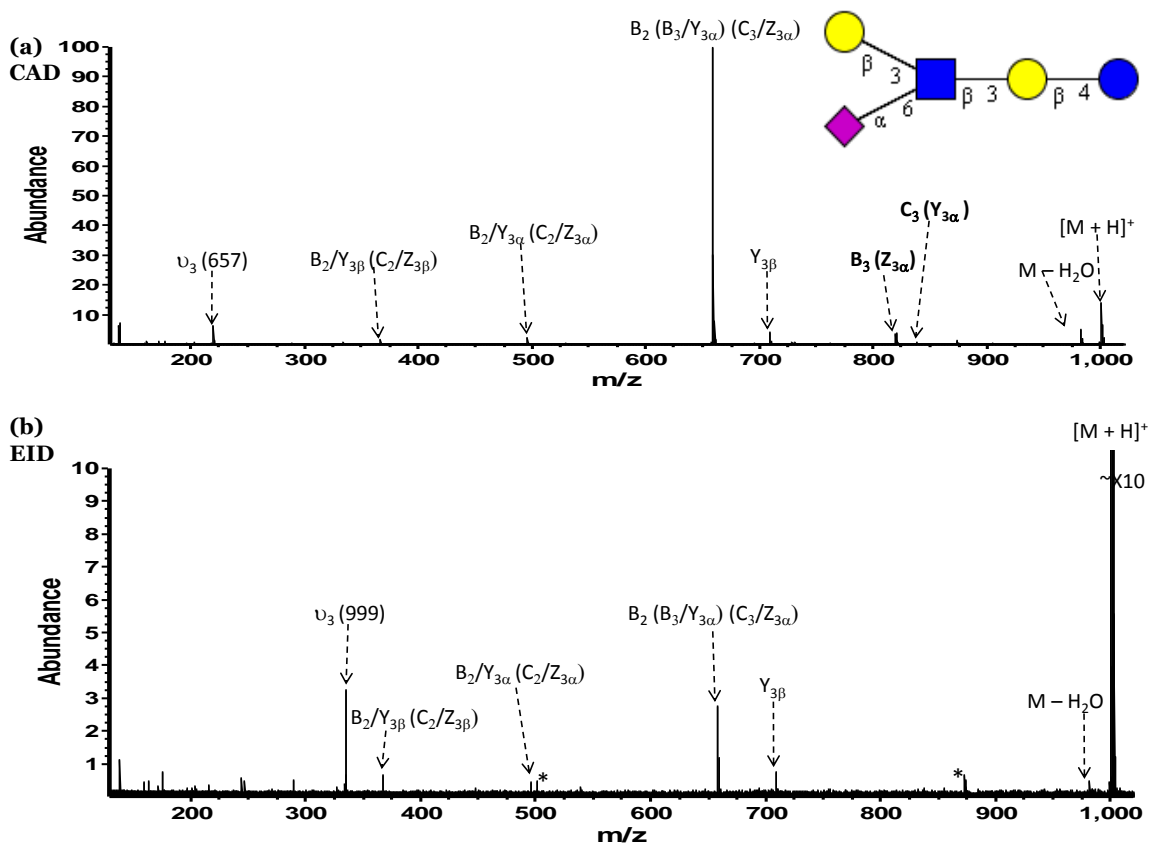 (a)
CAD
B₂ (B₃/Y₃α) (C₃/Z₃α)
β 3
α 6
β 3
β 4
100
90
80
70
60
50
40
30
20
10
Abundance
υ₃ (657)
B₂/Y₃β (C₂/Z₃β)
B₂/Y₃α (C₂/Z₃α)
Y₃β
B₃ (Z₃α)
C₃ (Y₃α)
M – H₂O
[M + H]⁺
200 300 400 500 600 700 800 900 1,000
m/z
(b)
EID
[M + H]⁺
~X10
10
9
8
7
6
5
4
3
2
1
Abundance
υ₃ (999)
B₂/Y₃β (C₂/Z₃β)
B₂/Y₃α (C₂/Z₃α)
*
B₂ (B₃/Y₃α) (C₃/Z₃α)
Y₃β
*
M – H₂O
200 300 400 500 600 700 800 900 1,000
m/z